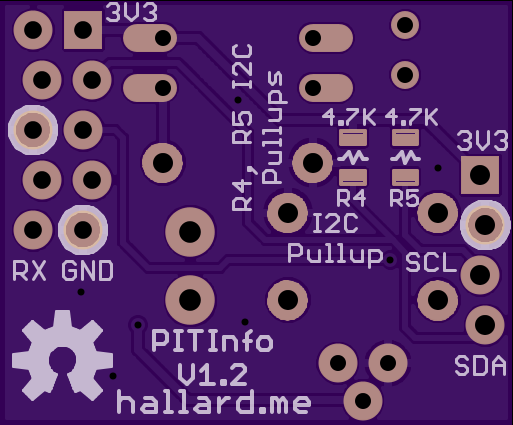 3V3
R4, R5 I2C
Pullups
4.7K 4.7K
3V3
R4 R5
I2C
Pullup
SCL
RX GND
SDA
PITInfo
V1.2
hallard.me